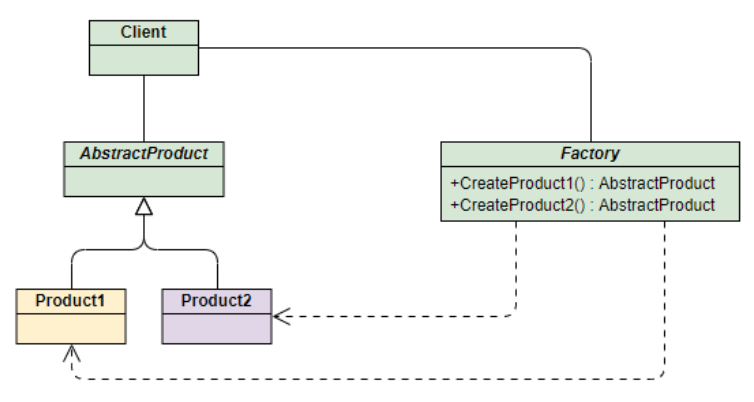 Client
AbstractProduct
Factory
+CreateProduct1() : AbstractProduct
+CreateProduct2() : AbstractProduct
Product1
Product2